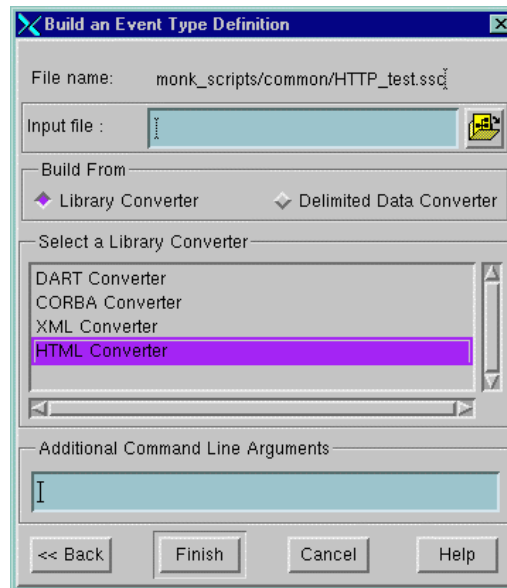 Build an Event Type Definition
File name: monk_scripts/common/HTTP_test.ssc
Input file :
Build From
Library Converter Delimited Data Converter
Select a Library Converter
DART Converter
CORBA Converter
XML Converter
HTML Converter
Additional Command Line Arguments
<< Back Finish Cancel Help